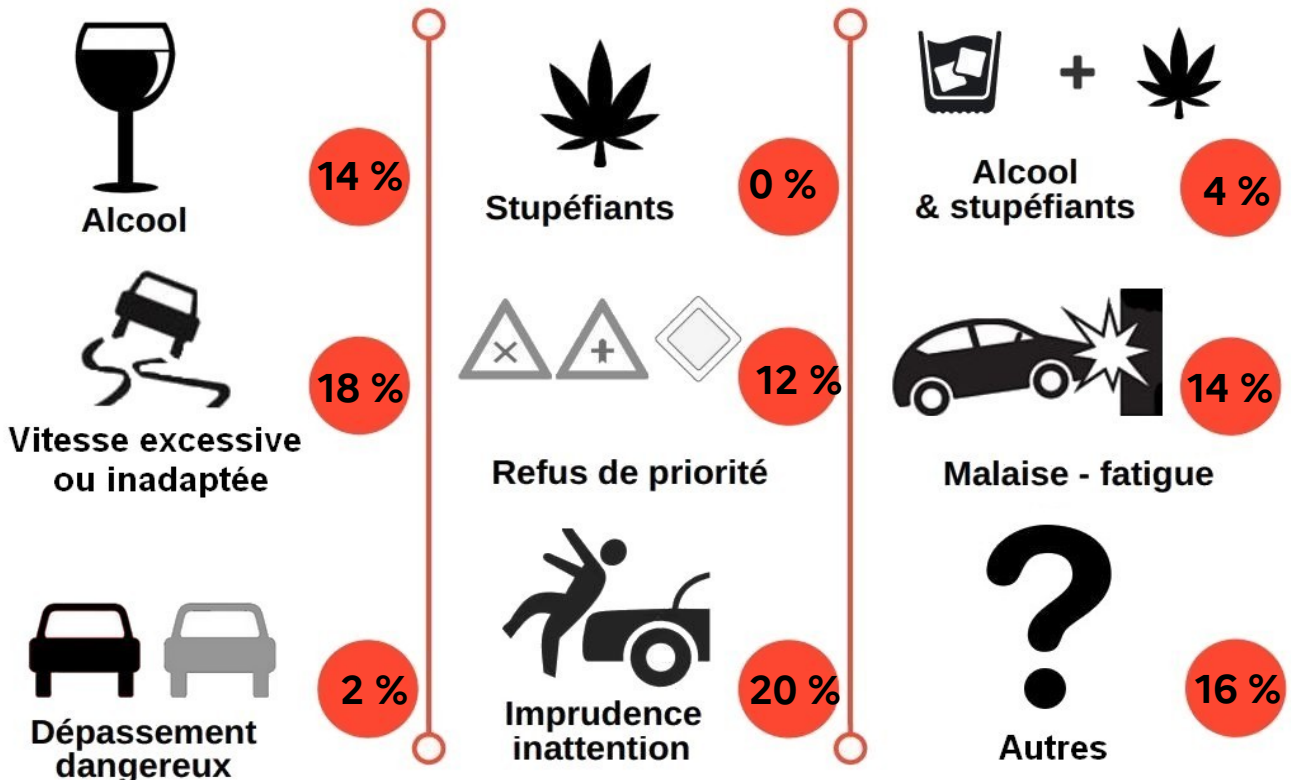 14 %
Alcool
0 %
Stupéfiants
Alcool
& stupéfiants
4 %
18 %
Vitesse excessive
ou inadaptée
12 %
Refus de priorité
14 %
Malaise - fatigue
2 %
Dépassement
dangereux
20 %
Imprudence
inattention
16 %
Autres